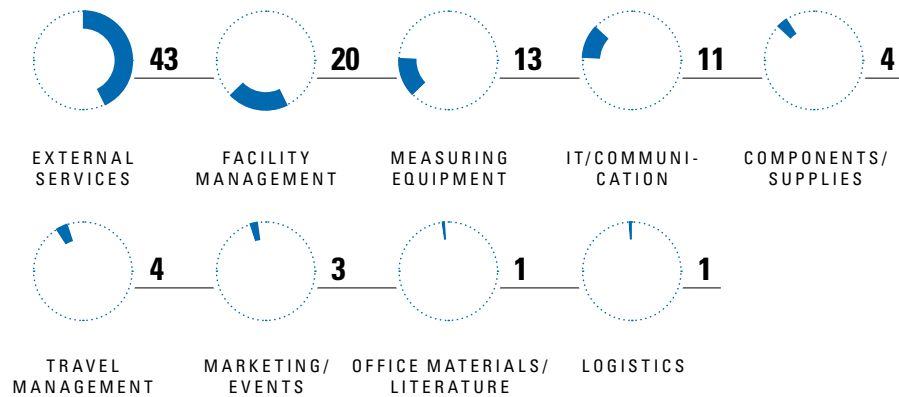 43
20
13
11
4
EXTERNAL
SERVICES
FACILITY
MANAGEMENT
MEASURING
EQUIPMENT
IT/COMMUNI-
CATION
COMPONENTS/
SUPPLIES
4
3
1
1
TRAVEL
MANAGEMENT
MARKETING/
EVENTS
OFFICE MATERIALS/
LITERATURE
LOGISTICS